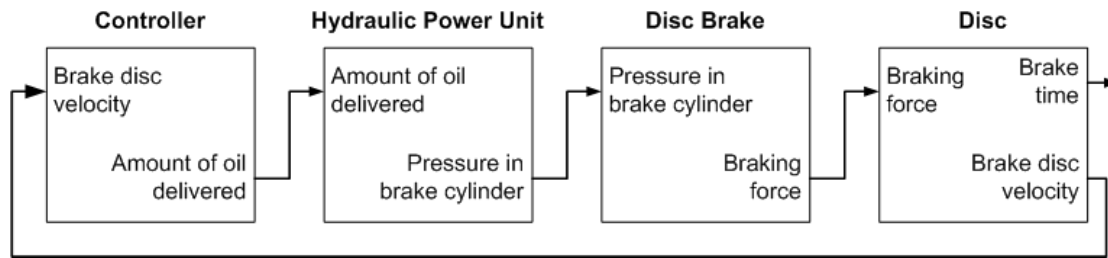 Controller
Hydraulic Power Unit
Disc Brake
Disc
Brake disc
velocity
Amount of oil
delivered
Amount of oil
delivered
Pressure in
brake cylinder
Pressure in
brake cylinder
Braking
force
Braking
force
Brake
time
Brake disc
velocity